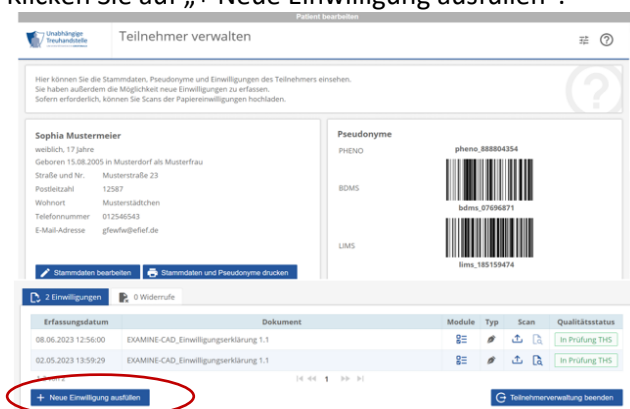 Klicken Sie auf „+ Neue Einwilligung ausfüllen“.
Patient bearbeiten
Unabhängige
Treuhandstelle
Teilnehmer verwalten
Hier können Sie die Stammdaten, Pseudonyme und Einwilligungen des Teilnehmers einsehen.
Sie haben außerdem die Möglichkeit neue Einwilligungen zu erfassen.
Sofern erforderlich, können Sie Scans der Papiereinwilligungen hochladen.
Sophia Mustermeier
weiblich, 17 Jahre
Geboren 15.08.2005 in Musterdorf als Musterfrau
Straße und Nr. Musterstraße 23
Postleitzahl 12587
Wohnort Musterstädtchen
Telefonnummer 012546543
E-Mail-Adresse gfewfw@efief.de
Stammdaten bearbeiten
Stammdaten und Pseudonyme drucken
Pseudonyme
PHENO pheno_888804354
BDMS
bdms_07696871
LIMS
lims_185159474
2 Einwilligungen 0 Widerrufe
Erfassungsdatum Dokument Module Typ Scan Qualitätsstatus
08.06.2023 12:56:00 EXAMINE-CAD_Einwilligungserklärung 1.1 In Prüfung THS
02.05.2023 13:59:29 EXAMINE-CAD_Einwilligungserklärung 1.1 In Prüfung THS
1
+ Neue Einwilligung ausfüllen
Teilnehmerverwaltung beenden